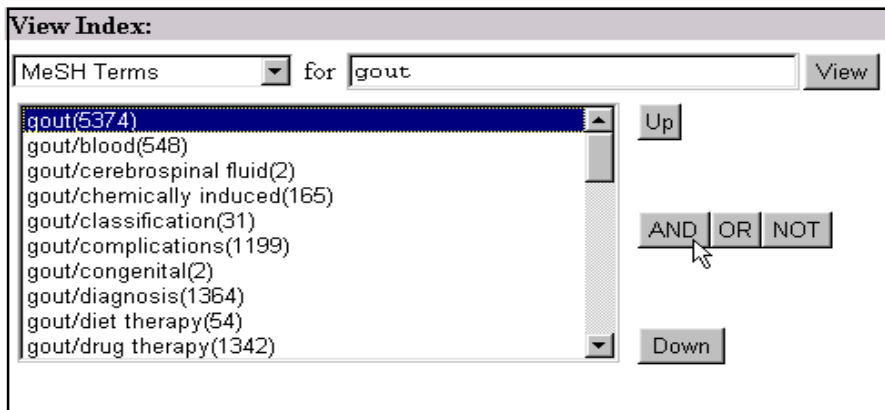 View Index:
MeSH Terms for gout View
gout(5374)
gout/blood(548)
gout/cerebrospinal fluid(2)
gout/chemically induced(165)
gout/classification(31)
gout/complications(1199)
gout/congenital(2)
gout/diagnosis(1364)
gout/diet therapy(54)
gout/drug therapy(1342)
Up
AND OR NOT
Down